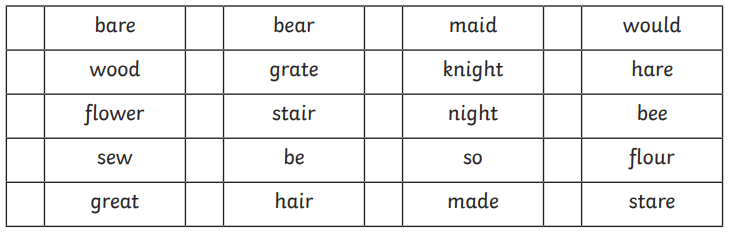 bare bear maid would
wood grate knight hare
flower stair night bee
sew be so flour
great hair made stare